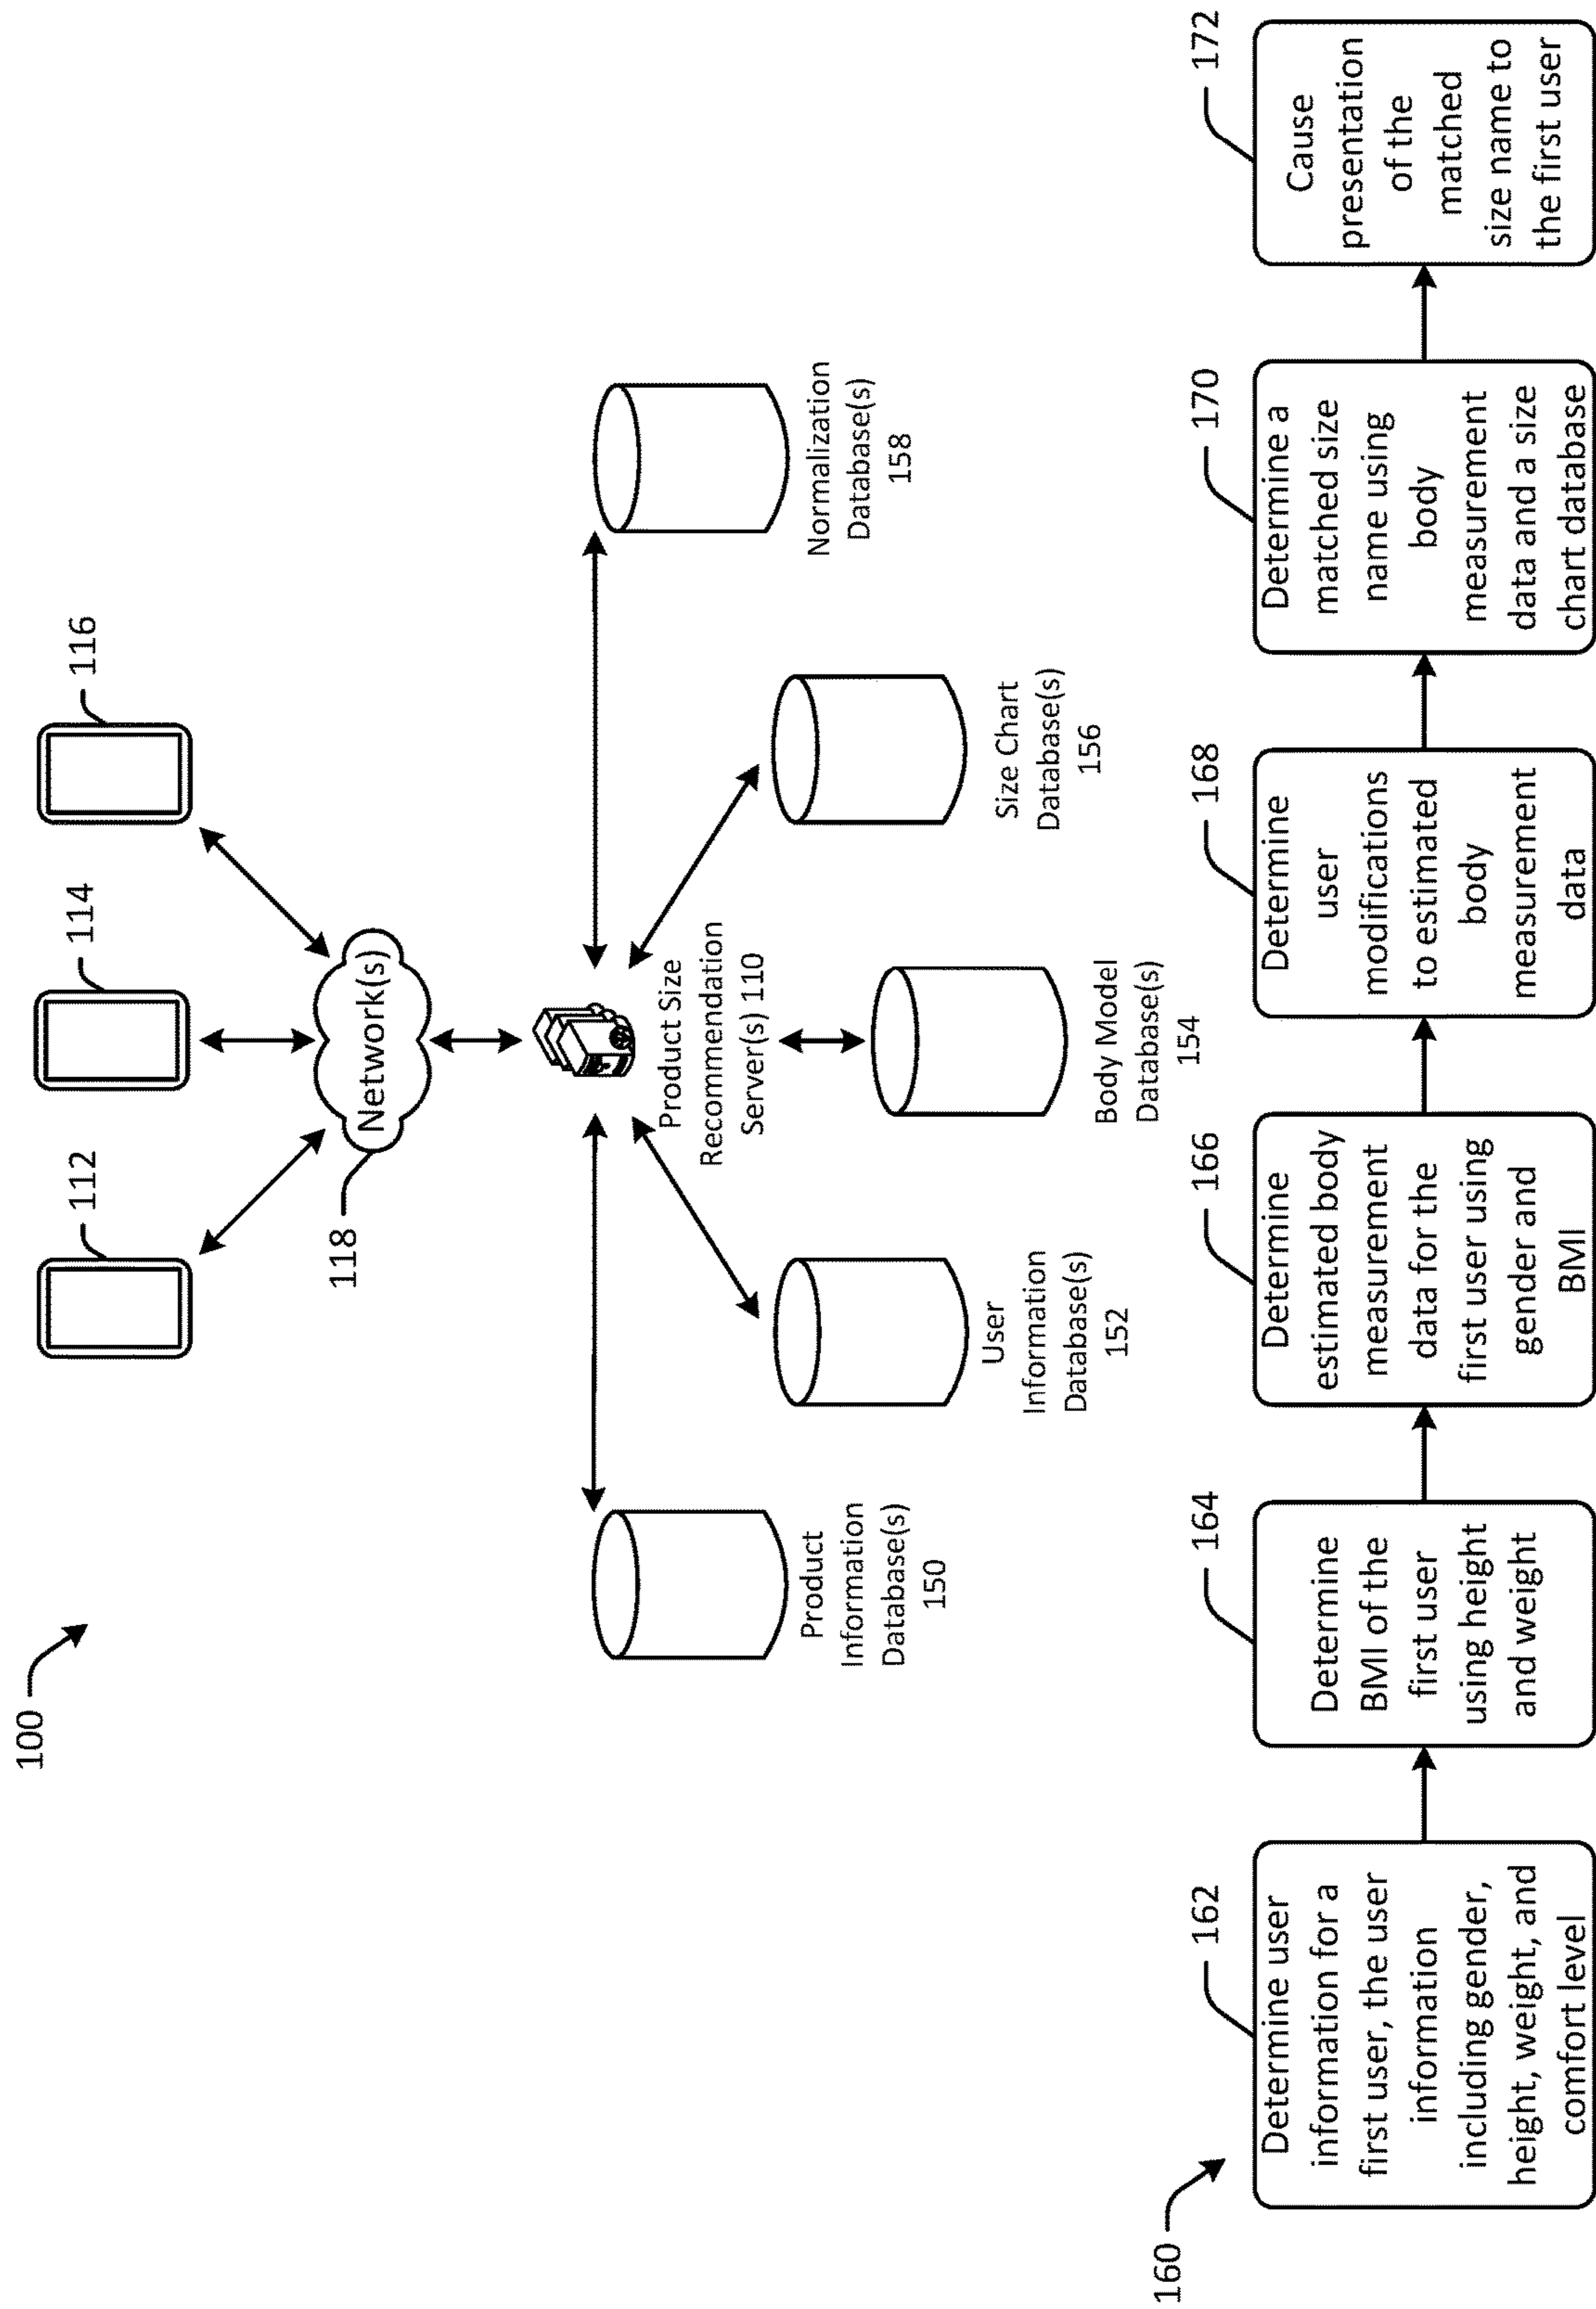 100
112
114
116
118
Network(s)
Product Size
Recommendation
Server(s) 110
Product
Information
Database(s)
150
User
Information
Database(s)
152
Body Model
Database(s)
154
Size Chart
Database(s)
156
Normalization
Database(s)
158
160
162
Determine user
information for a
first user, the user
information
including gender,
height, weight, and
comfort level
164
Determine
BMI of the
first user
using height
and weight
166
Determine
estimated body
measurement
data for the
first user using
gender and
BMI
168
Determine
user
modifications
to estimated
body
measurement
data
170
Determine a
matched size
name using
body
measurement
data and a size
chart database
172
Cause
presentation
of the
matched
size name to
the first user